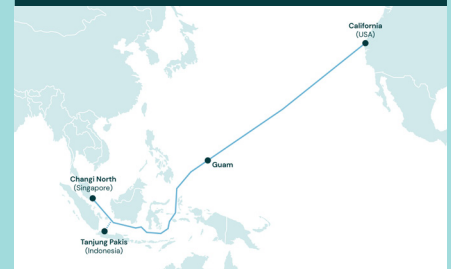 California
(USA)
Guam
Changi North
(Singapore)
Tanjung Pakis
(Indonesia)